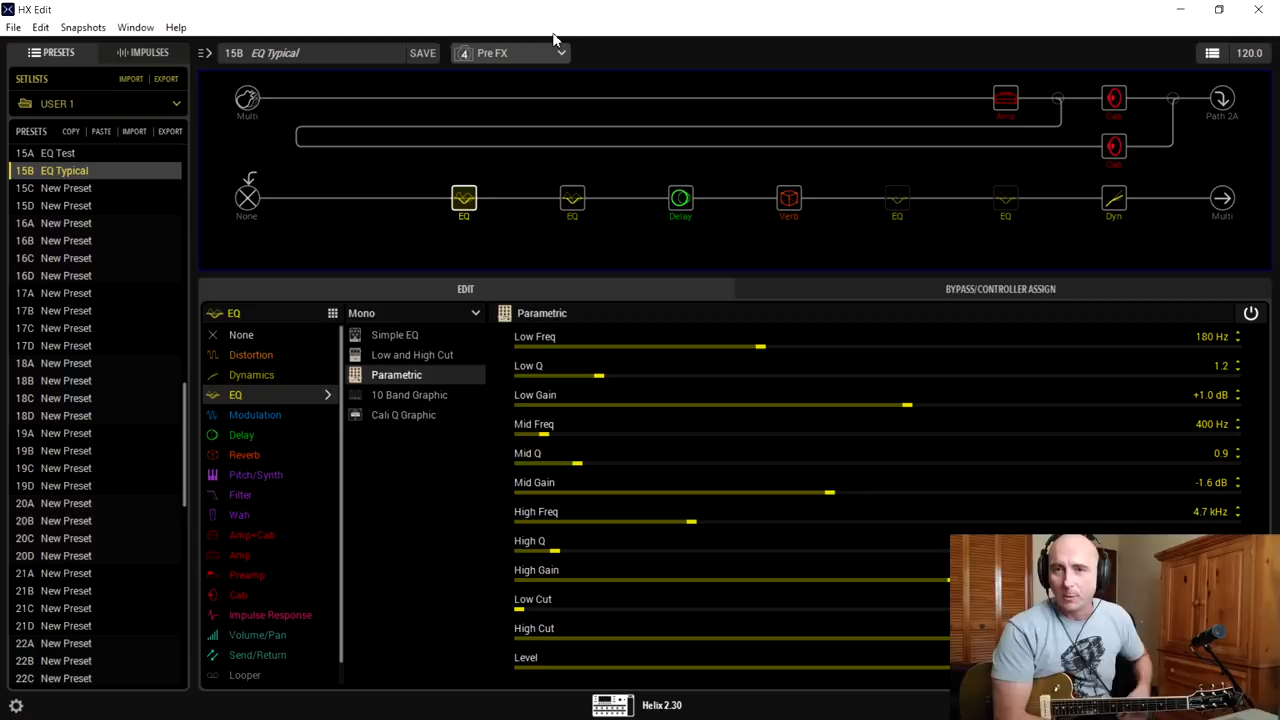 HX Edit
File Edit Snapshots Window Help
PRESETS IMPULSES
15B EQ Typical SAVE 4 Pre FX 120.0
SETLISTS IMPORT EXPORT
USER 1
PRESETS COPY PASTE IMPORT EXPORT
15A EQ Test
15B EQ Typical
15C New Preset
15D New Preset
16A New Preset
16B New Preset
16C New Preset
16D New Preset
17A New Preset
17B New Preset
17C New Preset
17D New Preset
18A New Preset
18B New Preset
18C New Preset
18D New Preset
19A New Preset
19B New Preset
19C New Preset
19D New Preset
20A New Preset
20B New Preset
20C New Preset
20D New Preset
21A New Preset
21B New Preset
21C New Preset
21D New Preset
22A New Preset
22B New Preset
22C New Preset
Multi Amp Cab Path 2A
Cab
None EQ EQ Delay Verb EQ EQ Dyn Multi
EDIT BYPASS/CONTROLLER ASSIGN
EQ
None
Distortion
Dynamics
EQ
Modulation
Delay
Reverb
Pitch/Synth
Filter
Wah
Amp+Cab
Amp
Preamp
Cab
Impulse Response
Volume/Pan
Send/Return
Looper
Mono
Simple EQ
Low and High Cut
Parametric
10 Band Graphic
Cali Q Graphic
Parametric
Low Freq 180 Hz
Low Q 1.2
Low Gain +1.0 dB
Mid Freq 400 Hz
Mid Q 0.9
Mid Gain -1.6 dB
High Freq 4.7 kHz
High Q
High Gain
Low Cut
High Cut
Level
Helix 2.30